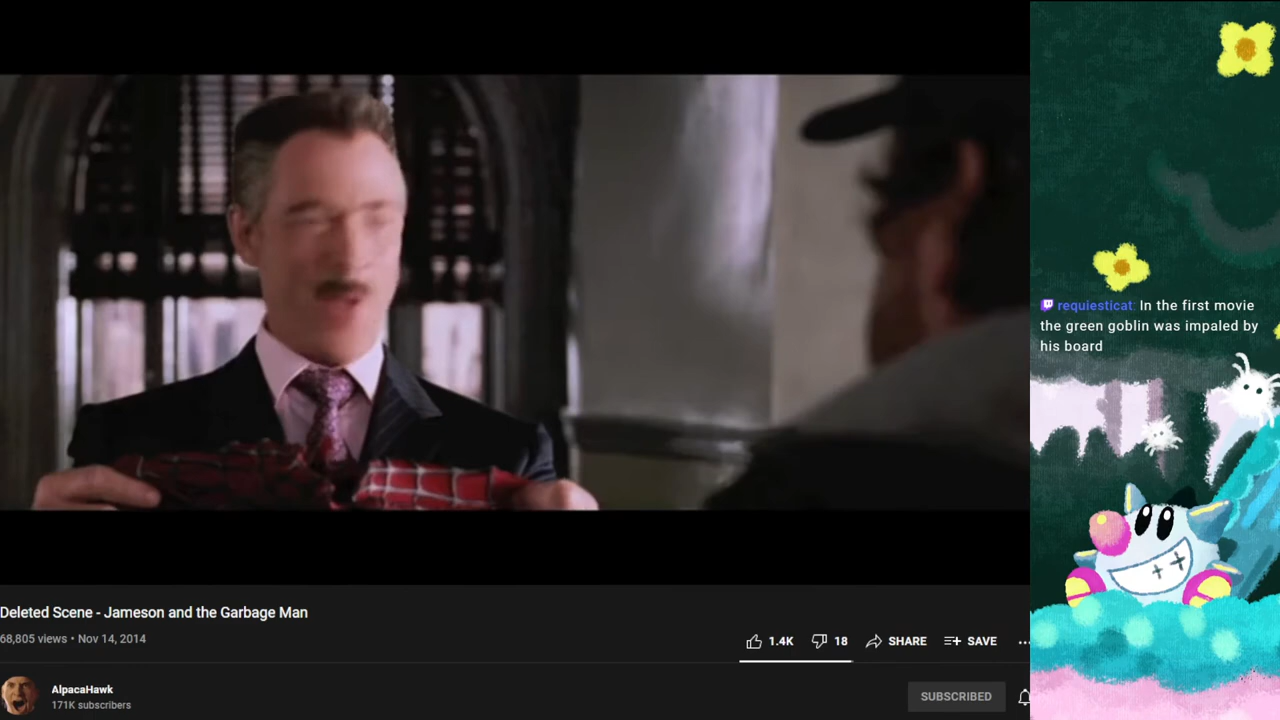 requiesticat: In the first movie
the green goblin was impaled by
his board
Deleted Scene - Jameson and the Garbage Man
68,805 views • Nov 14, 2014
1.4K
18
SHARE
SAVE
AlpacaHawk
171K subscribers
SUBSCRIBED